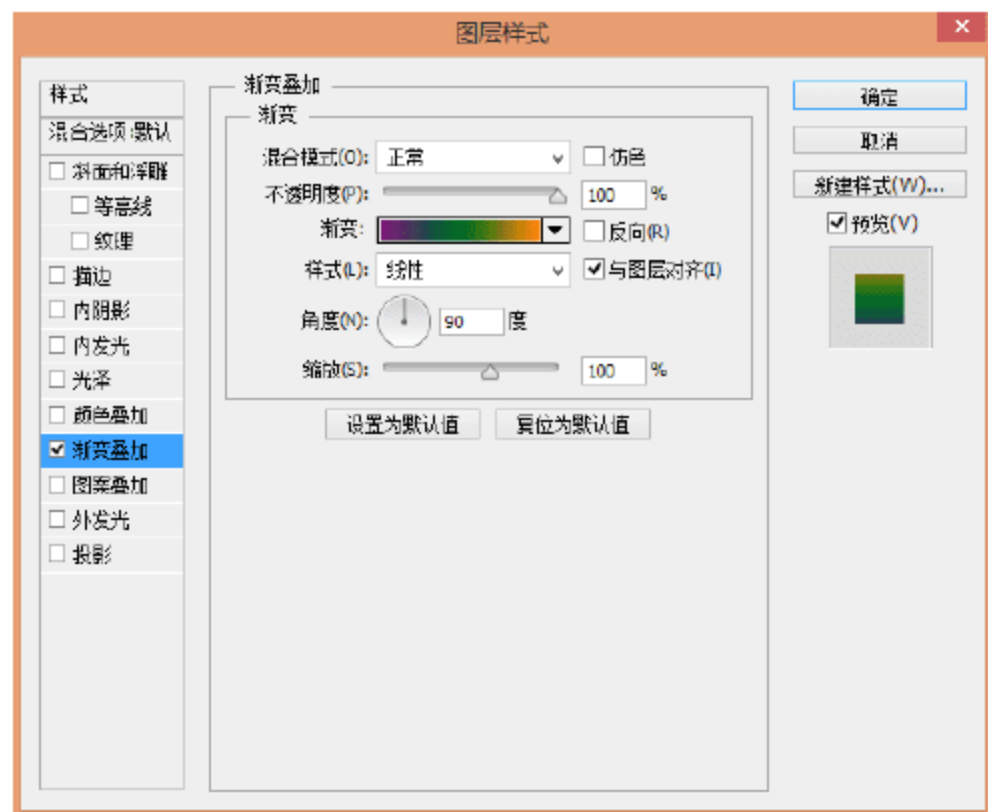 图层样式
样式
混合选项:默认
斜面和浮雕
等高线
纹理
描边
内阴影
内发光
光泽
颜色叠加
渐变叠加
图案叠加
外发光
投影
渐变叠加
渐变
混合模式(O): 正常 仿色
不透明度(P): 100 %
渐变: 反向(R)
样式(L): 线性 与图层对齐(I)
角度(N): 90 度
缩放(S): 100 %
设置为默认值 复位为默认值
确定
取消
新建样式(W)...
预览(V)